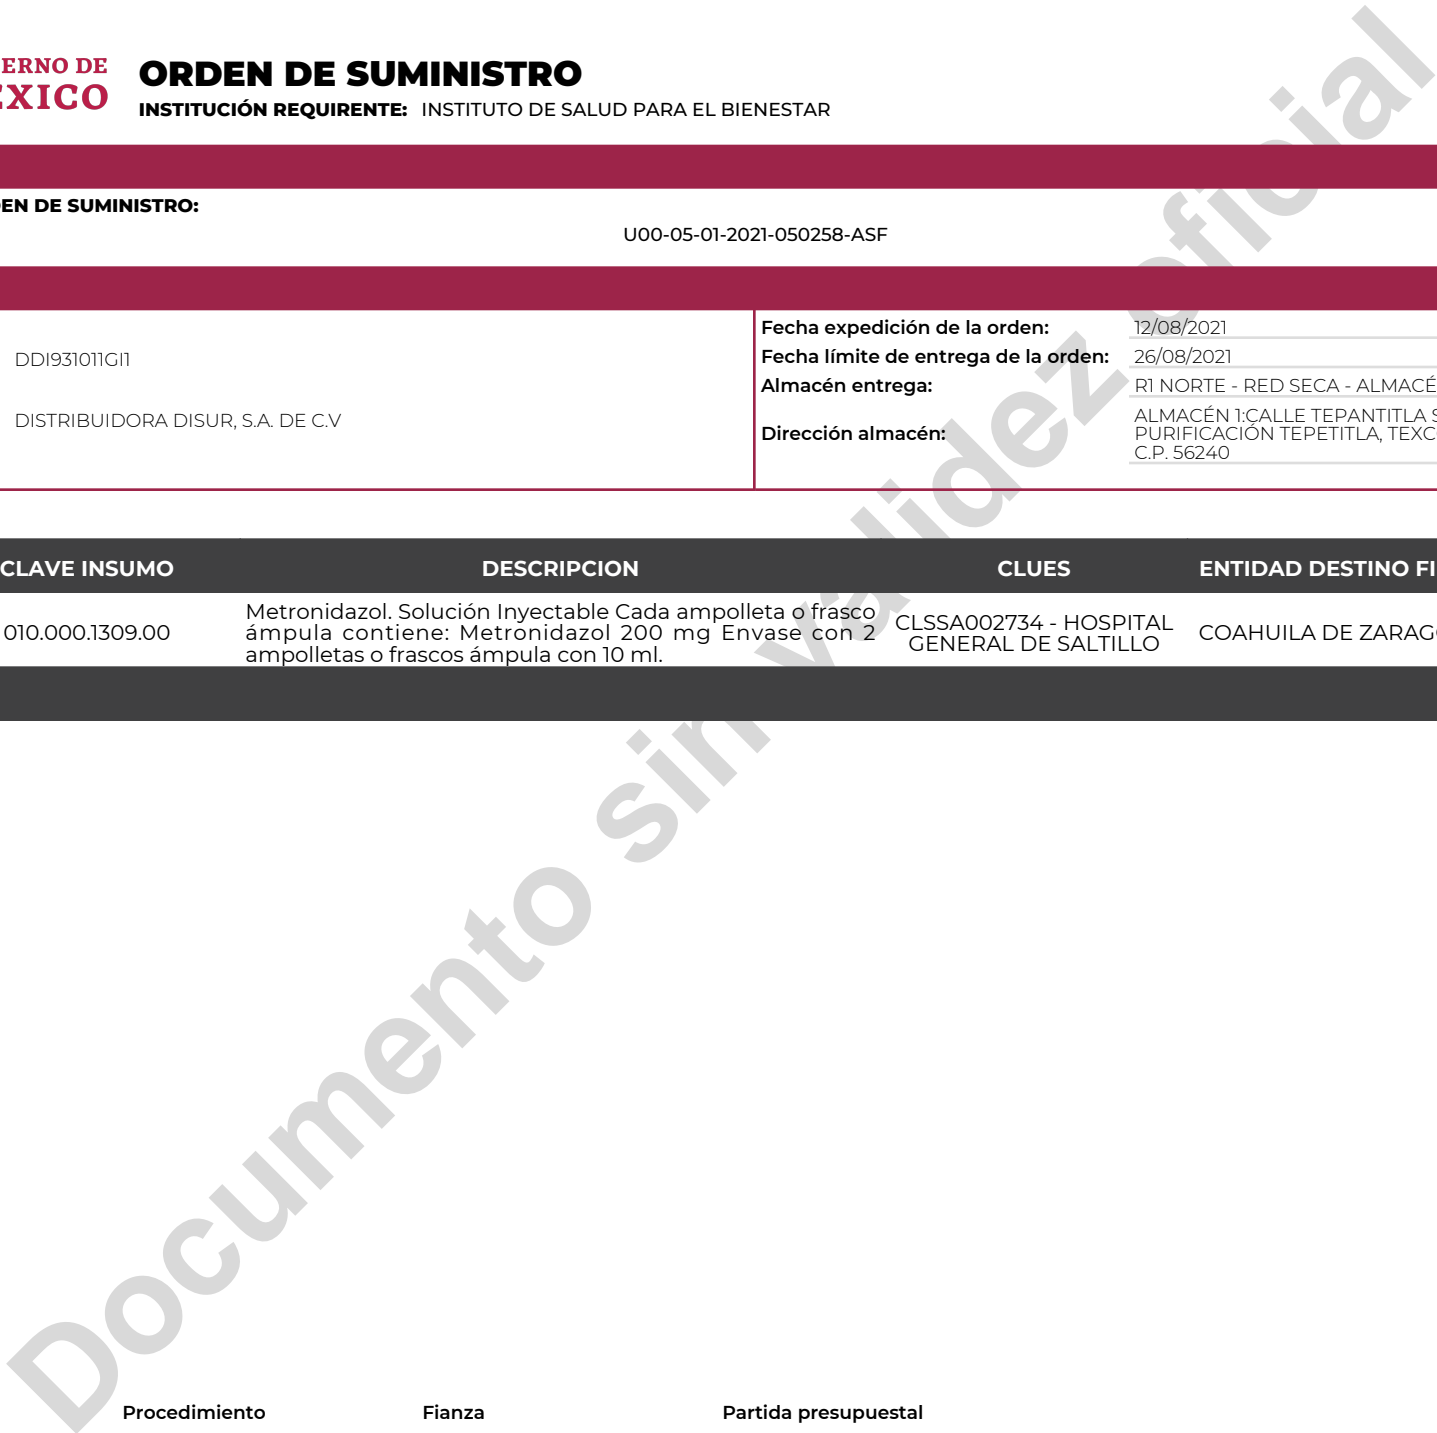 ERNO DE
ORDEN DE SUMINISTRO
EXICO
INSTITUCIÓN REQUIRENTE: INSTITUTO DE SALUD PARA EL BIENESTAR
EN DE SUMINISTRO:
U00-05-01-2021-050258-ASF
DDI931011GI1
DISTRIBUIDORA DISUR, S.A. DE C.V
Fecha expedición de la orden: 12/08/2021
Fecha límite de entrega de la orden: 26/08/2021
Almacén entrega: R1 NORTE - RED SECA - ALMACÉ
Dirección almacén: ALMACÉN 1:CALLE TEPANTITLA S
PURIFICACIÓN TEPETITLA, TEXC
C.P. 56240
CLAVE INSUMO DESCRIPCION CLUES ENTIDAD DESTINO FI
010.000.1309.00
Metronidazol. Solución Inyectable Cada ampolleta o frasco
ámpula contiene: Metronidazol 200 mg Envase con 2
ampolletas o frascos ámpula con 10 ml.
CLSSA002734 - HOSPITAL
GENERAL DE SALTILLO
COAHUILA DE ZARAG
Documento sin validez oficial
Procedimiento Fianza Partida presupuestal